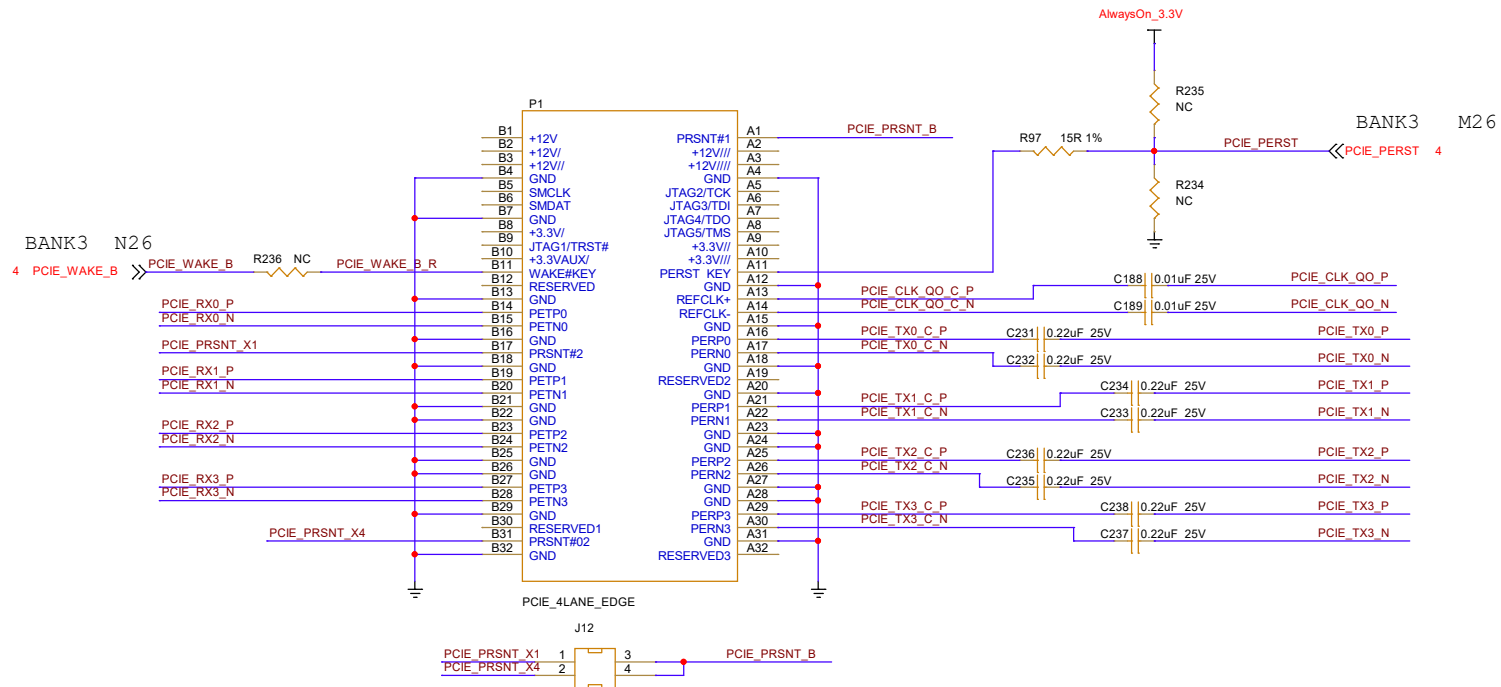 AlwaysOn_3.3V
R235
NC
BANK3 M26
P1
B1 +12V PRSNT#1 A1 PCIE_PRSNT_B
R97 15R 1%
PCIE_PERST
PCIE_PERST 4
B2 +12V/ +12V/// A2
B3 +12V// +12V//// A3
B4 GND GND A4
B5 SMCLK JTAG2/TCK A5
R234
NC
B6 SMDAT JTAG3/TDI A6
B7 GND JTAG4/TDO A7
B8 +3.3V/ JTAG5/TMS A8
BANK3 N26
B9 JTAG1/TRST# +3.3V// A9
B10 +3.3VAUX/ +3.3V/// A10
4 PCIE_WAKE_B PCIE_WAKE_B R236 NC PCIE_WAKE_B_R B11 WAKE#KEY PERST KEY A11
B12 RESERVED GND A12
C188 0.01uF 25V PCIE_CLK_QO_P
B13 GND REFCLK+ A13 PCIE_CLK_QO_C_P
PCIE_RX0_P B14 PETP0 REFCLK- A14 PCIE_CLK_QO_C_N C189 0.01uF 25V PCIE_CLK_QO_N
PCIE_RX0_N B15 PETN0 GND A15
B16 GND PERP0 A16 PCIE_TX0_C_P C231 0.22uF 25V PCIE_TX0_P
PCIE_PRSNT_X1 B17 PRSNT#2 PERN0 A17 PCIE_TX0_C_N
B18 GND GND A18 C232 0.22uF 25V PCIE_TX0_N
PCIE_RX1_P B19 PETP1 RESERVED2 A19
PCIE_RX1_N B20 PETN1 GND A20 C234 0.22uF 25V PCIE_TX1_P
B21 GND PERP1 A21 PCIE_TX1_C_P
B22 GND PERN1 A22 PCIE_TX1_C_N C233 0.22uF 25V PCIE_TX1_N
PCIE_RX2_P B23 PETP2 GND A23
PCIE_RX2_N B24 PETN2 GND A24
B25 GND PERP2 A25 PCIE_TX2_C_P C236 0.22uF 25V PCIE_TX2_P
B26 GND PERN2 A26 PCIE_TX2_C_N
PCIE_RX3_P B27 PETP3 GND A27 C235 0.22uF 25V PCIE_TX2_N
PCIE_RX3_N B28 PETN3 GND A28
B29 GND PERP3 A29 PCIE_TX3_C_P C238 0.22uF 25V PCIE_TX3_P
B30 RESERVED1 PERN3 A30 PCIE_TX3_C_N
PCIE_PRSNT_X4 B31 PRSNT#02 GND A31 C237 0.22uF 25V PCIE_TX3_N
B32 GND RESERVED3 A32
PCIE_4LANE_EDGE
J12
PCIE_PRSNT_X1 1 3 PCIE_PRSNT_B
PCIE_PRSNT_X4 2 4